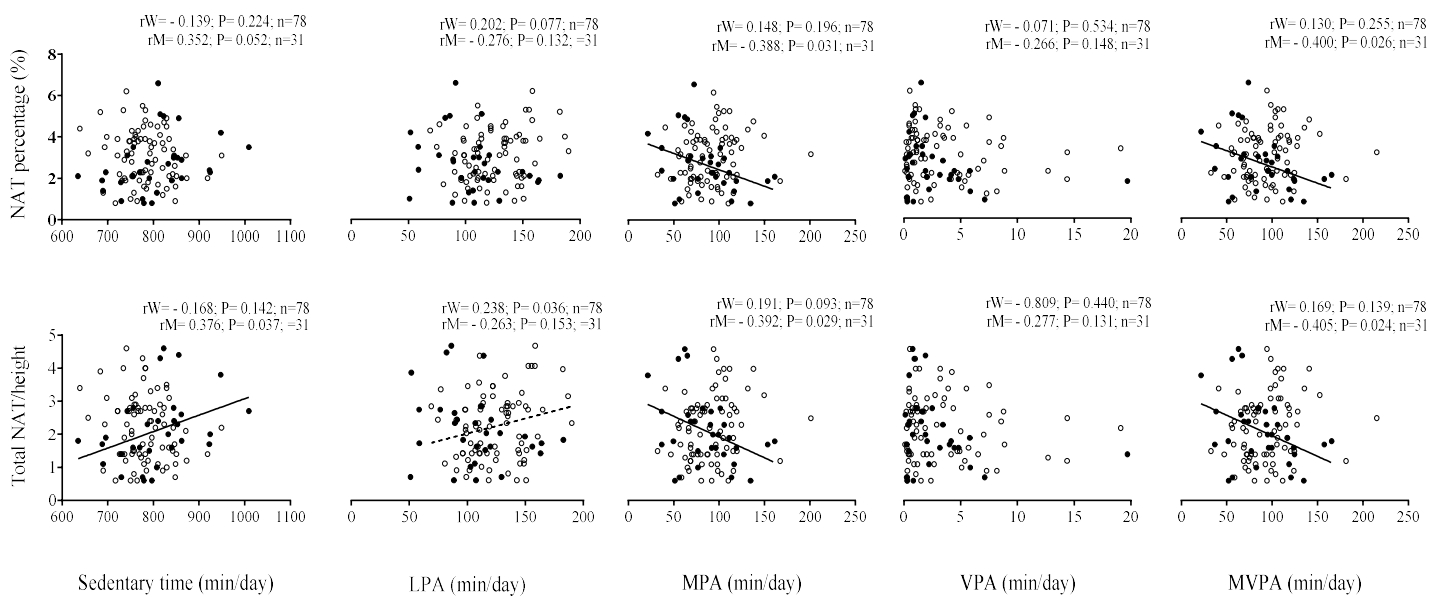 rW= - 0.139; P= 0.224; n=78
rM= 0.352; P= 0.052; n=31
rW= 0.202; P= 0.077; n=78
rM= - 0.276; P= 0.132; =31
rW= 0.148; P= 0.196; n=78
rM= - 0.388; P= 0.031; n=31
rW= - 0.071; P= 0.534; n=78
rM= - 0.266; P= 0.148; n=31
rW= 0.130; P= 0.255; n=78
rM= - 0.400; P= 0.026; n=31
NAT percentage (%)
8
6
4
2
0
600 700 800 900 1000 1100
0 50 100 150 200
0 50 100 150 200 250
0 5 10 15 20
0 50 100 150 200 250
rW= - 0.168; P= 0.142; n=78
rM= 0.376; P= 0.037; =31
rW= 0.238; P= 0.036; n=78
rM= - 0.263; P= 0.153; =31
rW= 0.191; P= 0.093; n=78
rM= - 0.392; P= 0.029; n=31
rW= - 0.809; P= 0.440; n=78
rM= - 0.277; P= 0.131; n=31
rW= 0.169; P= 0.139; n=78
rM= - 0.405; P= 0.024; n=31
Total NAT/height
5
4
3
2
1
0
600 700 800 900 1000 1100
0 50 100 150 200
0 50 100 150 200 250
0 5 10 15 20
0 50 100 150 200 250
Sedentary time (min/day)
LPA (min/day)
MPA (min/day)
VPA (min/day)
MVPA (min/day)